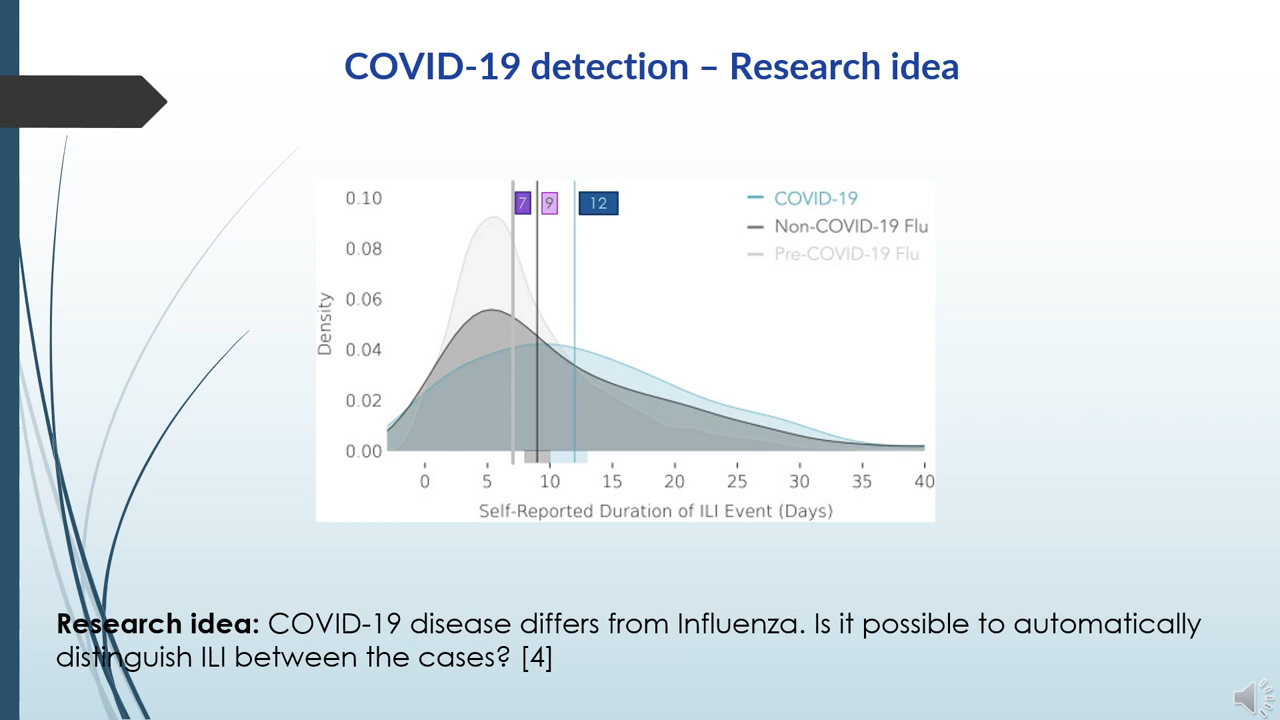 COVID-19 detection – Research idea
7 9 12
COVID-19
Non-COVID-19 Flu
Pre-COVID-19 Flu
Density
0.10
0.08
0.06
0.04
0.02
0.00
0 5 10 15 20 25 30 35 40
Self-Reported Duration of ILI Event (Days)
Research idea: COVID-19 disease differs from Influenza. Is it possible to automatically
distinguish ILI between the cases? [4]